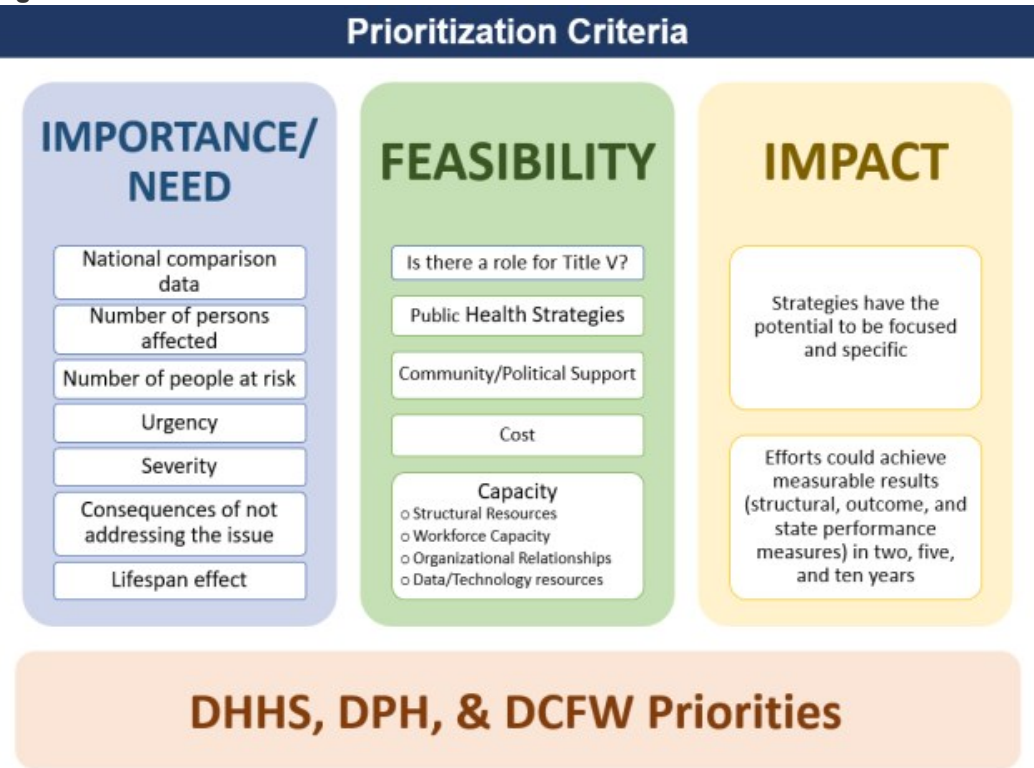 Prioritization Criteria
IMPORTANCE/
NEED
National comparison
data
Number of persons
affected
Number of people at risk
Urgency
Severity
Consequences of not
addressing the issue
Lifespan effect
FEASIBILITY
Is there a role for Title V?
Public Health Strategies
Community/Political Support
Cost
Capacity
o Structural Resources
o Workforce Capacity
o Organizational Relationships
o Data/Technology resources
IMPACT
Strategies have the
potential to be focused
and specific
Efforts could achieve
measurable results
(structural, outcome, and
state performance
measures) in two, five,
and ten years
DHHS, DPH, & DCFW Priorities